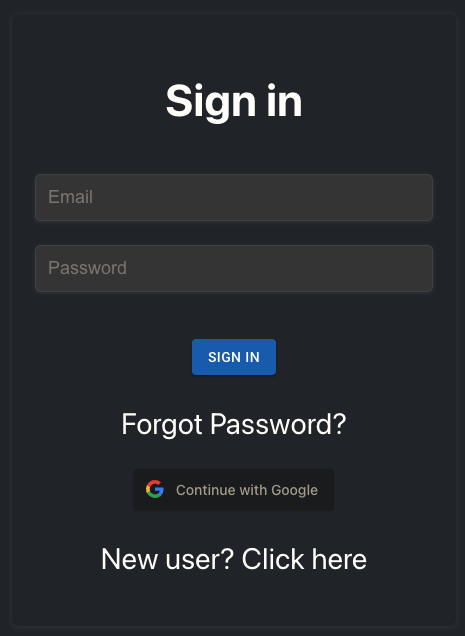 Sign in
Email
Password
SIGN IN
Forgot Password?
Continue with Google
New user? Click here